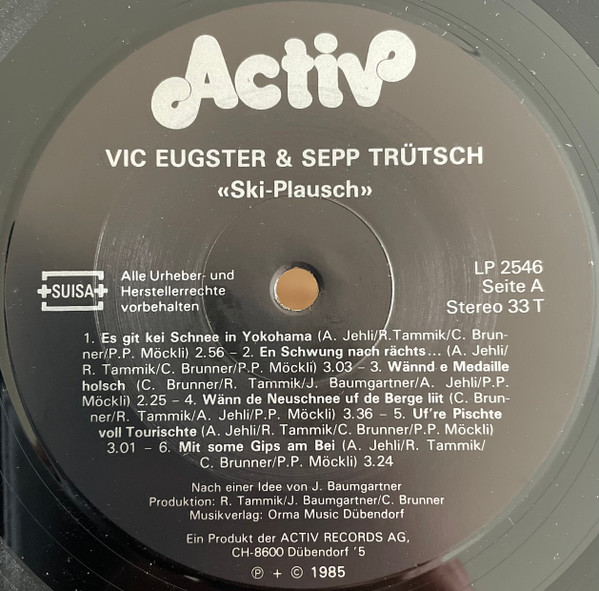 Activ
VIC EUGSTER & SEPP TRÜTSCH
«Ski-Plausch»
SUISA
Alle Urheber- und
Herstellerrechte
vorbehalten
LP 2546
Seite A
Stereo 33 T
1. Es git kei Schnee in Yokohama (A. Jehli/R.Tammik/C. Brun-
ner/P.P. Möckli) 2.56 – 2. En Schwung nach rächts... (A. Jehli/
R. Tammik/C. Brunner/P.P. Möckli) 3.03 – 3. Wännd e Medaille
holsch (C. Brunner/R. Tammik/J. Baumgartner/A. Jehli/P.P.
Möckli) 2.25 – 4. Wänn de Neuschnee uf de Berge liit (C. Brun-
ner/R. Tammik/A. Jehli/P.P. Möckli) 3.36 – 5. Uf're Pischte
voll Tourischte (A. Jehli/R. Tammik/C. Brunner/P.P. Möckli)
3.01 – 6. Mit some Gips am Bei (A. Jehli/R. Tammik/
C. Brunner/P.P. Möckli) 3.24
Nach einer Idee von J. Baumgartner
Produktion: R. Tammik/J. Baumgartner/C. Brunner
Musikverlag: Orma Music Dübendorf
Ein Produkt der ACTIV RECORDS AG,
CH-8600 Dübendorf '5
℗ + © 1985